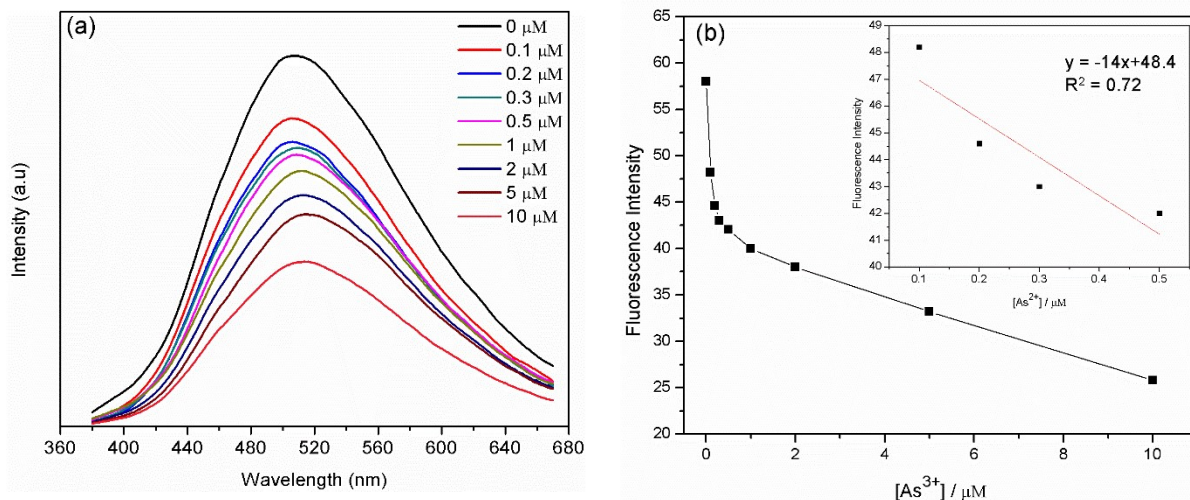 (a)
0 μM
0.1 μM
0.2 μM
0.3 μM
0.5 μM
1 μM
2 μM
5 μM
10 μM
Intensity (a.u)
360 400 440 480 520 560 600 640 680
Wavelength (nm)
(b)
65
60
55
50
45
40
35
30
25
20
Fluorescence Intensity
0 2 4 6 8 10
[As³⁺] / μM
49
48
47
46
45
44
43
42
41
40
Fluorescence Intensity
y = -14x+48.4
R² = 0.72
0.1 0.2 0.3 0.4 0.5
[As²⁺] / μM